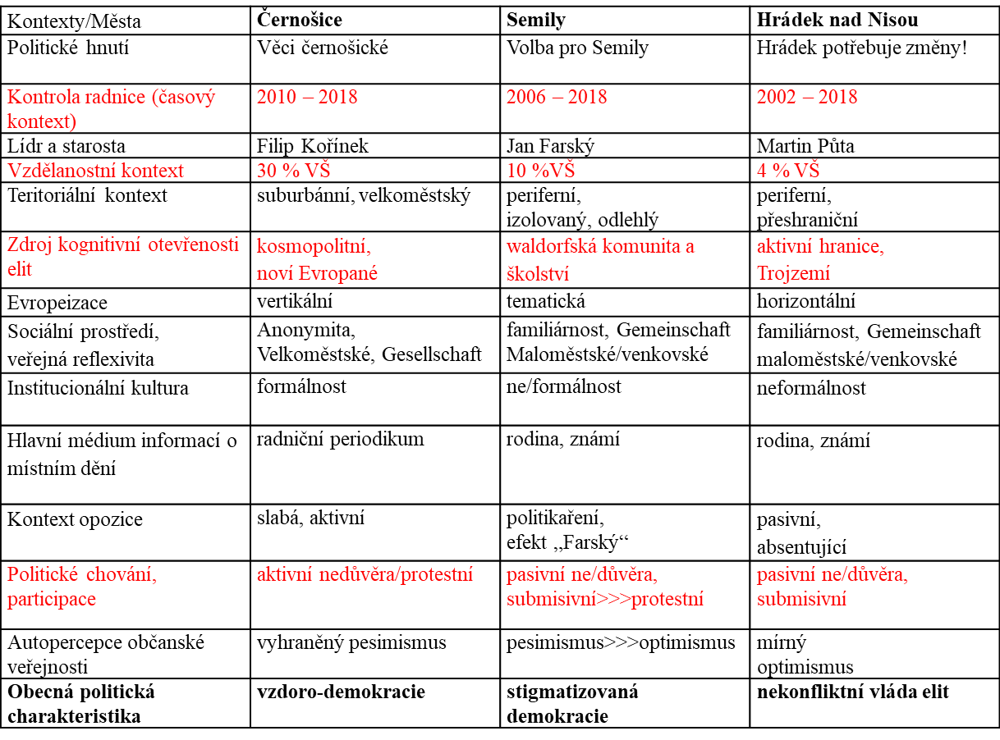 Kontexty/Města Černošice Semily Hrádek nad Nisou
Politické hnutí Věci černošické Volba pro Semily Hrádek potřebuje změny!
Kontrola radnice (časový 2010 – 2018 2006 – 2018 2002 – 2018
kontext)
Lídr a starosta Filip Kořínek Jan Farský Martin Půta
Vzdělanostní kontext 30 % VŠ 10 %VŠ 4 % VŠ
Teritoriální kontext suburbánní, velkoměstský periferní, periferní,
izolovaný, odlehlý přeshraniční
Zdroj kognitivní otevřenosti kosmopolitní, waldorfská komunita a aktivní hranice,
elit noví Evropané školství Trojzemí
Evropeizace vertikální tematická horizontální
Sociální prostředí, Anonymita, familiárnost, Gemeinschaft familiárnost, Gemeinschaft
veřejná reflexivita Velkoměstské, Gesellschaft Maloměstské/venkovské maloměstské/venkovské
Institucionální kultura formálnost ne/formálnost neformálnost
Hlavní médium informací o radniční periodikum rodina, známí rodina, známí
místním dění
Kontext opozice slabá, aktivní politikaření, pasivní,
efekt „Farský“ absentující
Politické chování, aktivní nedůvěra/protestní pasivní ne/důvěra, pasivní ne/důvěra,
participace submisivní>>>protestní submisivní
Autopercepce občanské vyhraněný pesimismus pesimismus>>>optimismus mírný
veřejnosti optimismus
Obecná politická vzdoro-demokracie stigmatizovaná nekonfliktní vláda elit
charakteristika demokracie